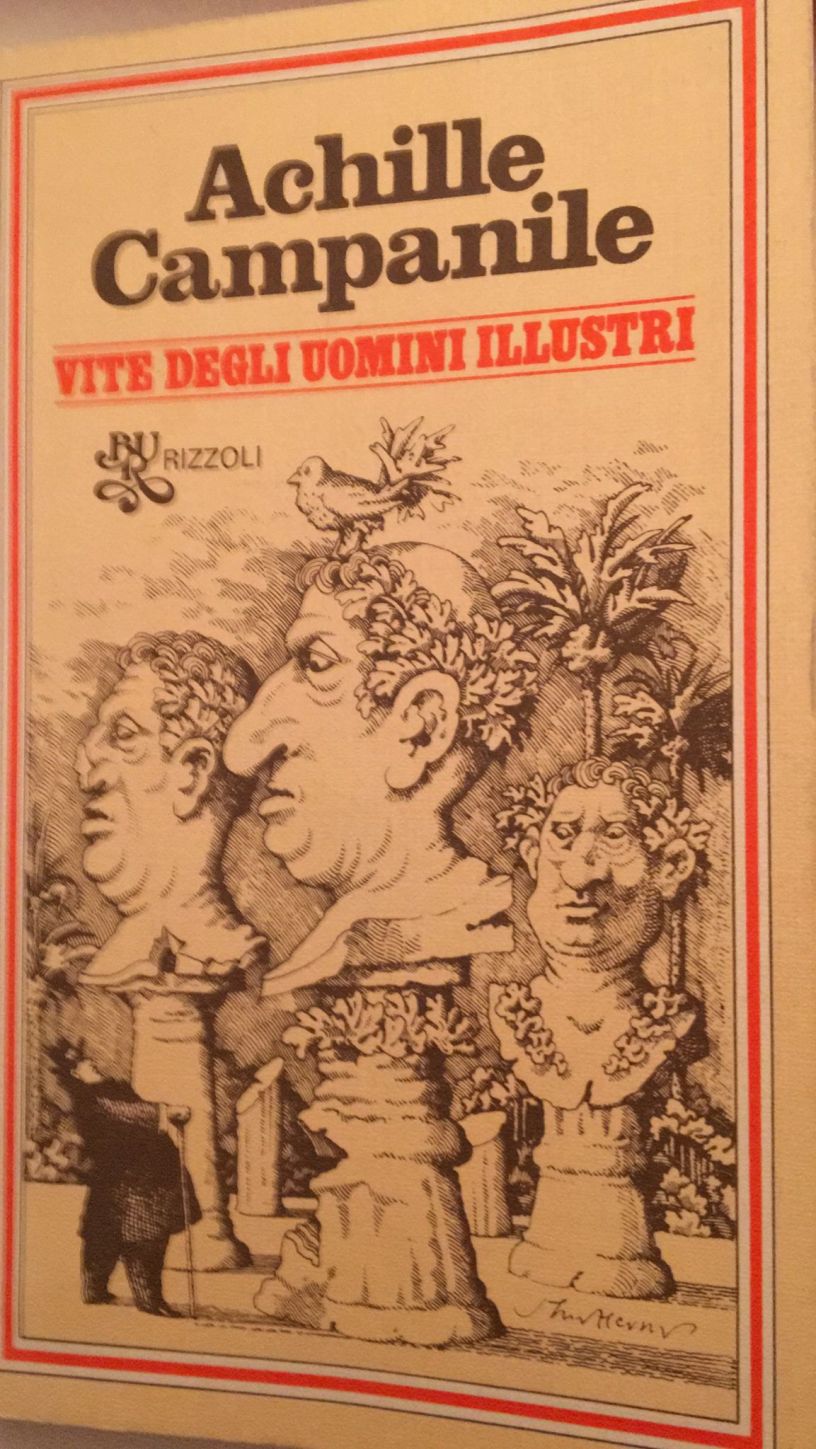 Achille
Campanile
VITE DEGLI UOMINI ILLUSTRI
BUR RIZZOLI